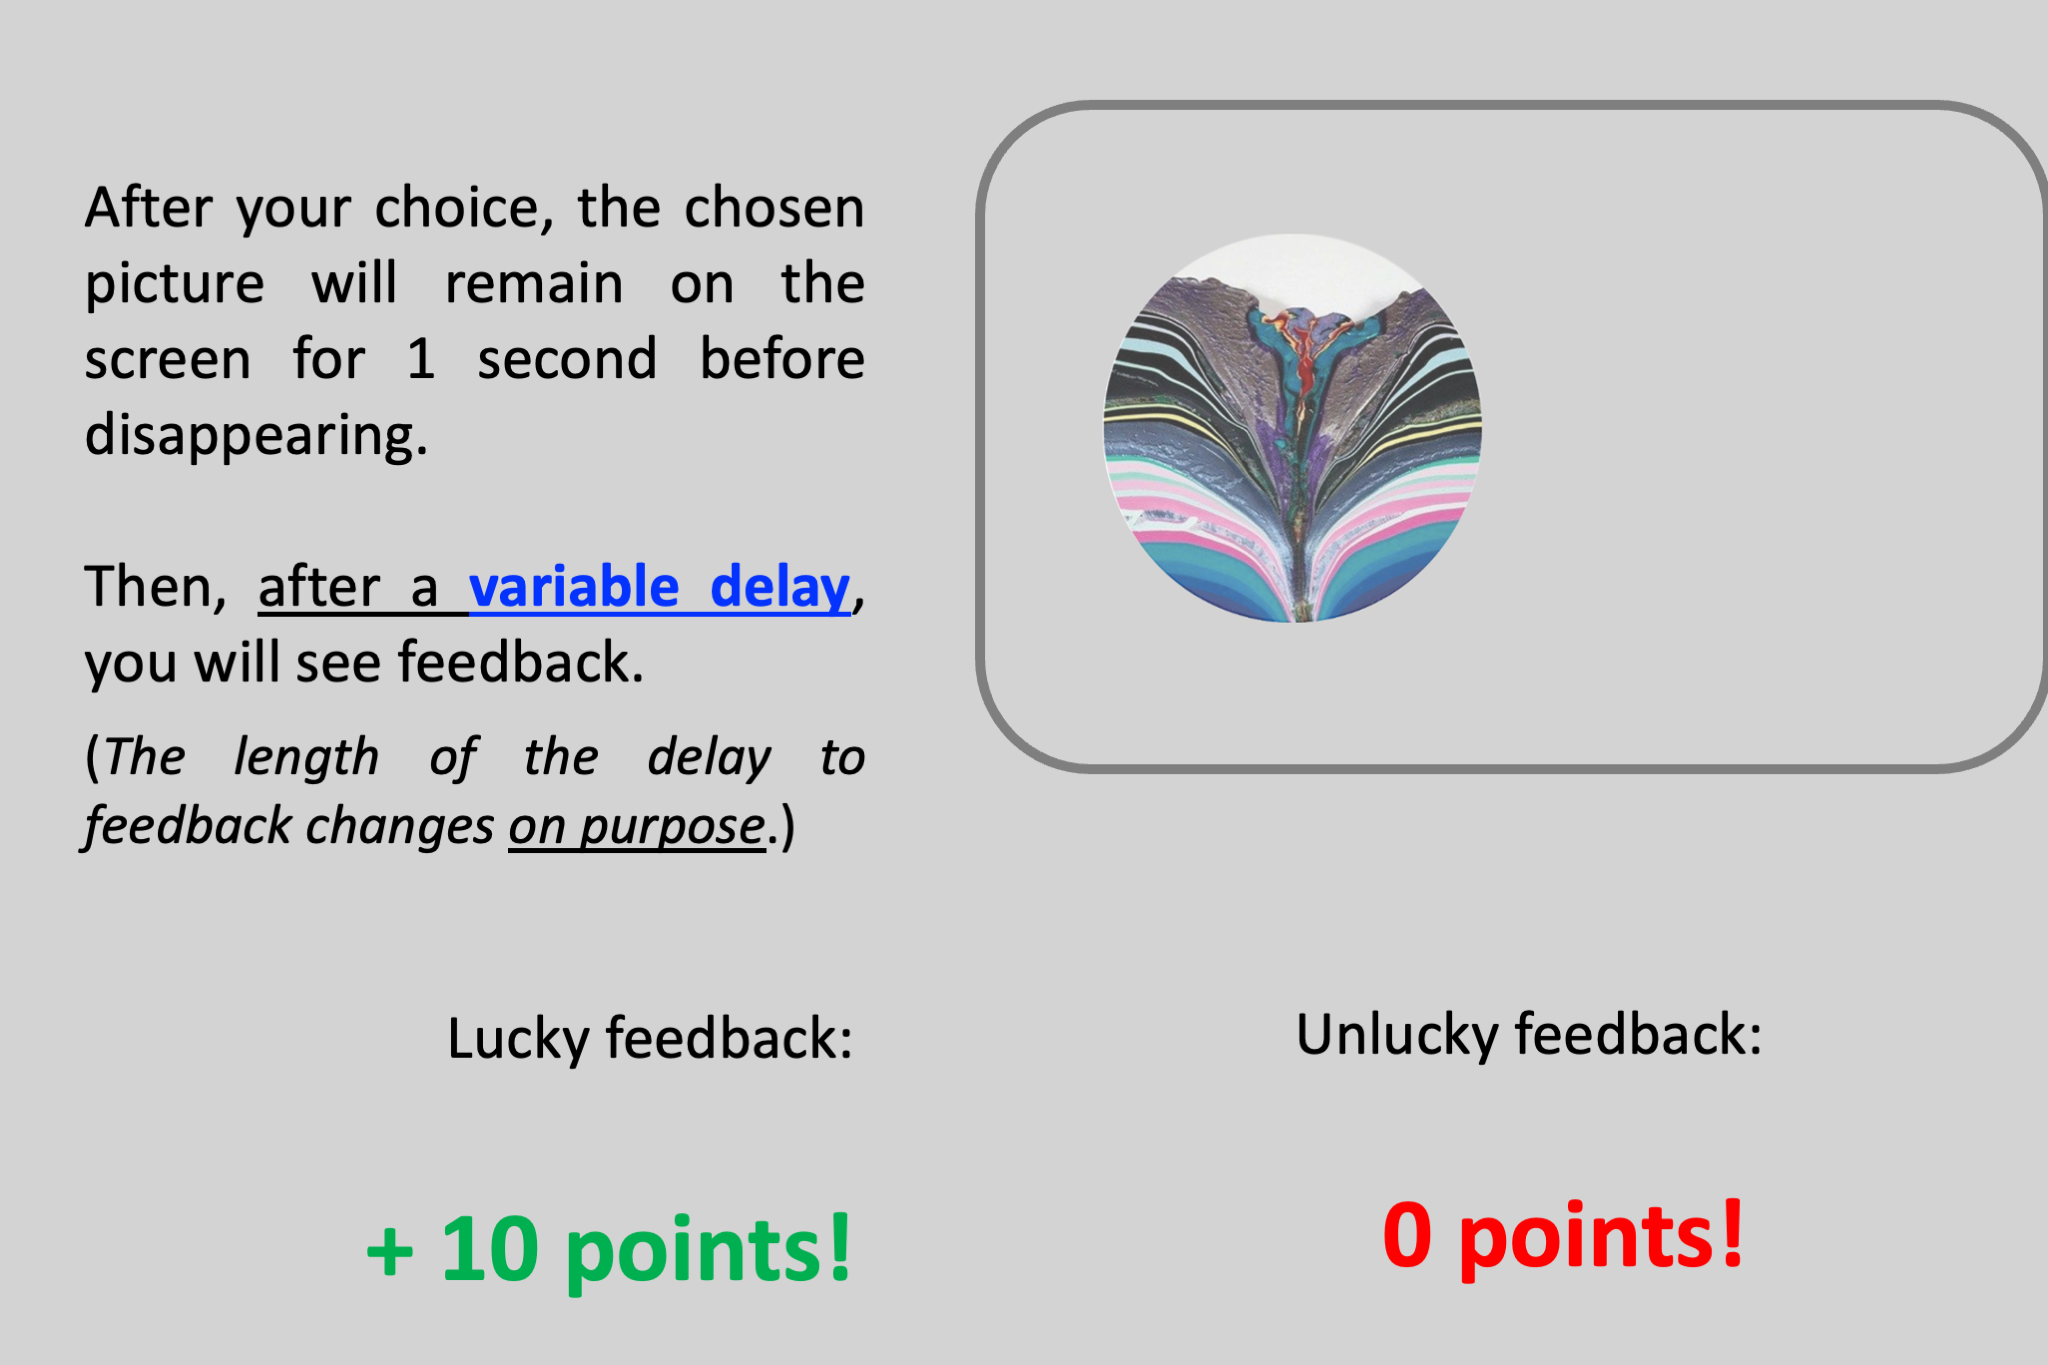 After your choice, the chosen
picture will remain on the
screen for 1 second before
disappearing.
Then, after a variable delay,
you will see feedback.
(The length of the delay to
feedback changes on purpose.)
Lucky feedback:
Unlucky feedback:
+ 10 points!
0 points!